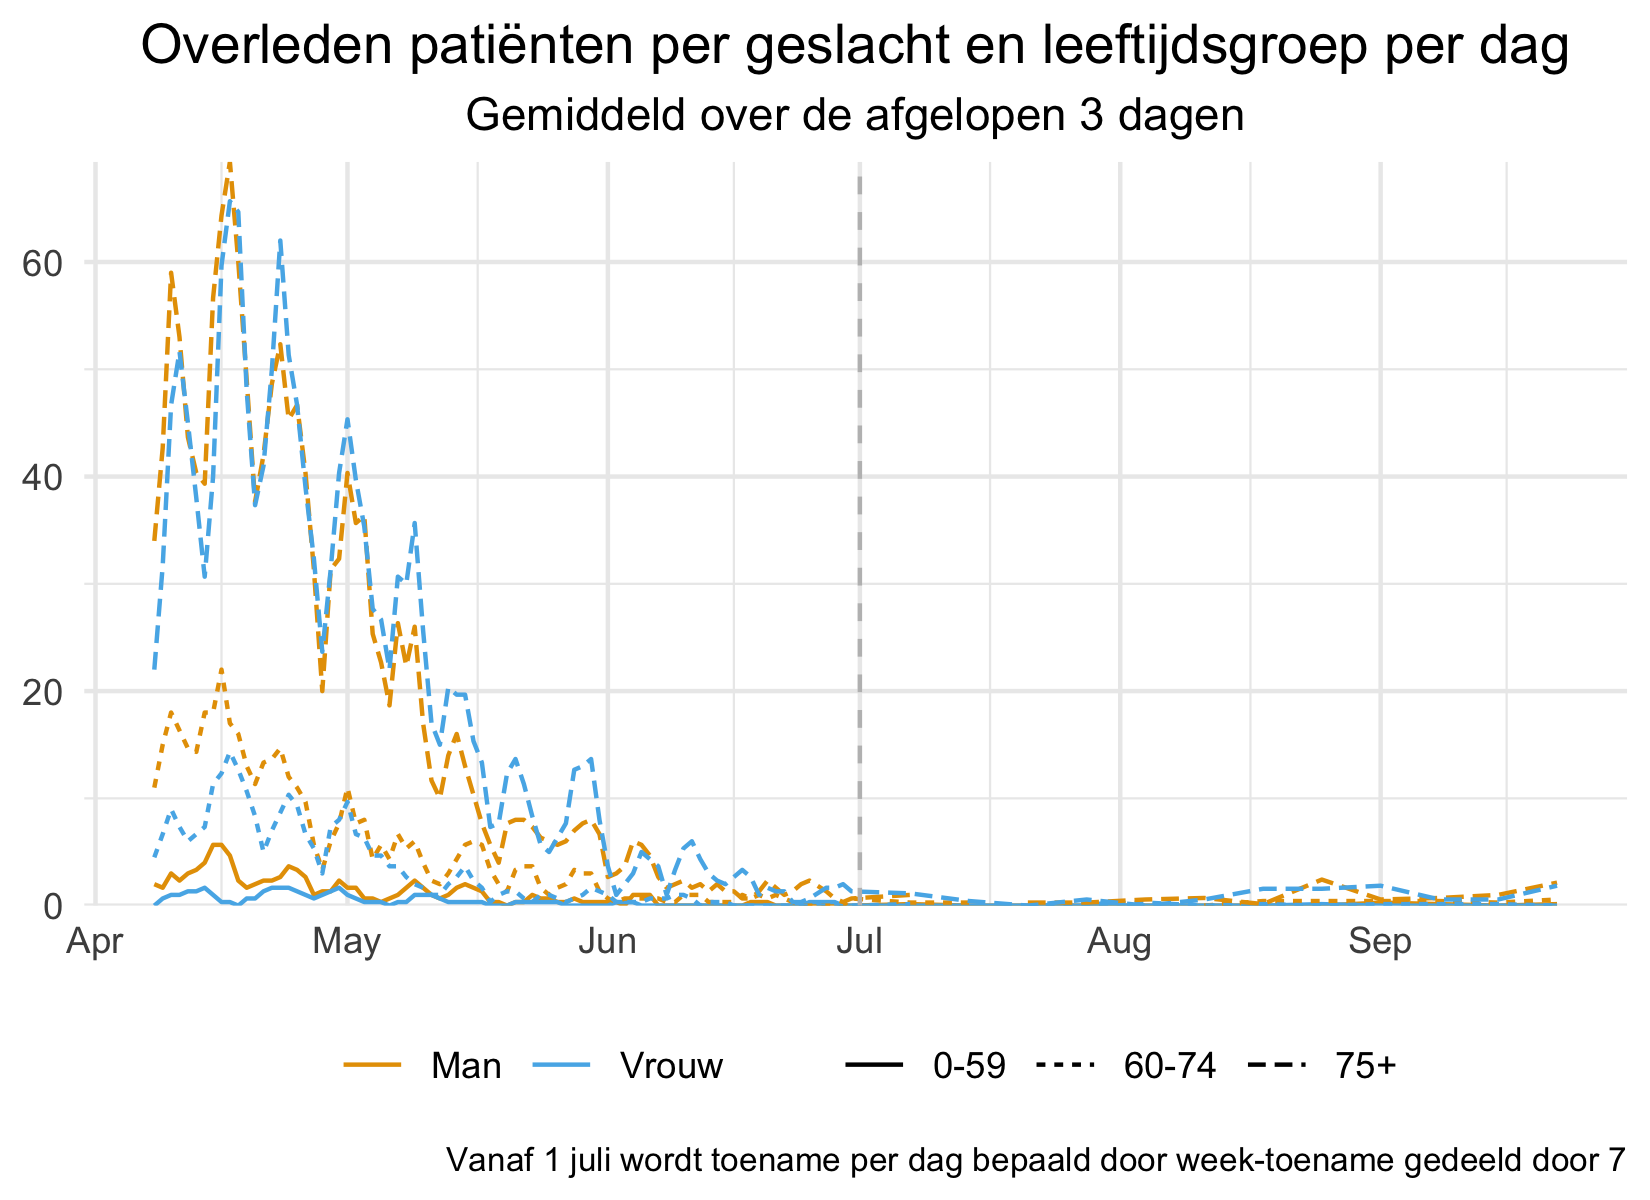 Overleden patiënten per geslacht en leeftijdsgroep per dag
Gemiddeld over de afgelopen 3 dagen
60
40
20
0
Apr May Jun Jul Aug Sep
Man Vrouw 0-59 60-74 75+
Vanaf 1 juli wordt toename per dag bepaald door week-toename gedeeld door 7